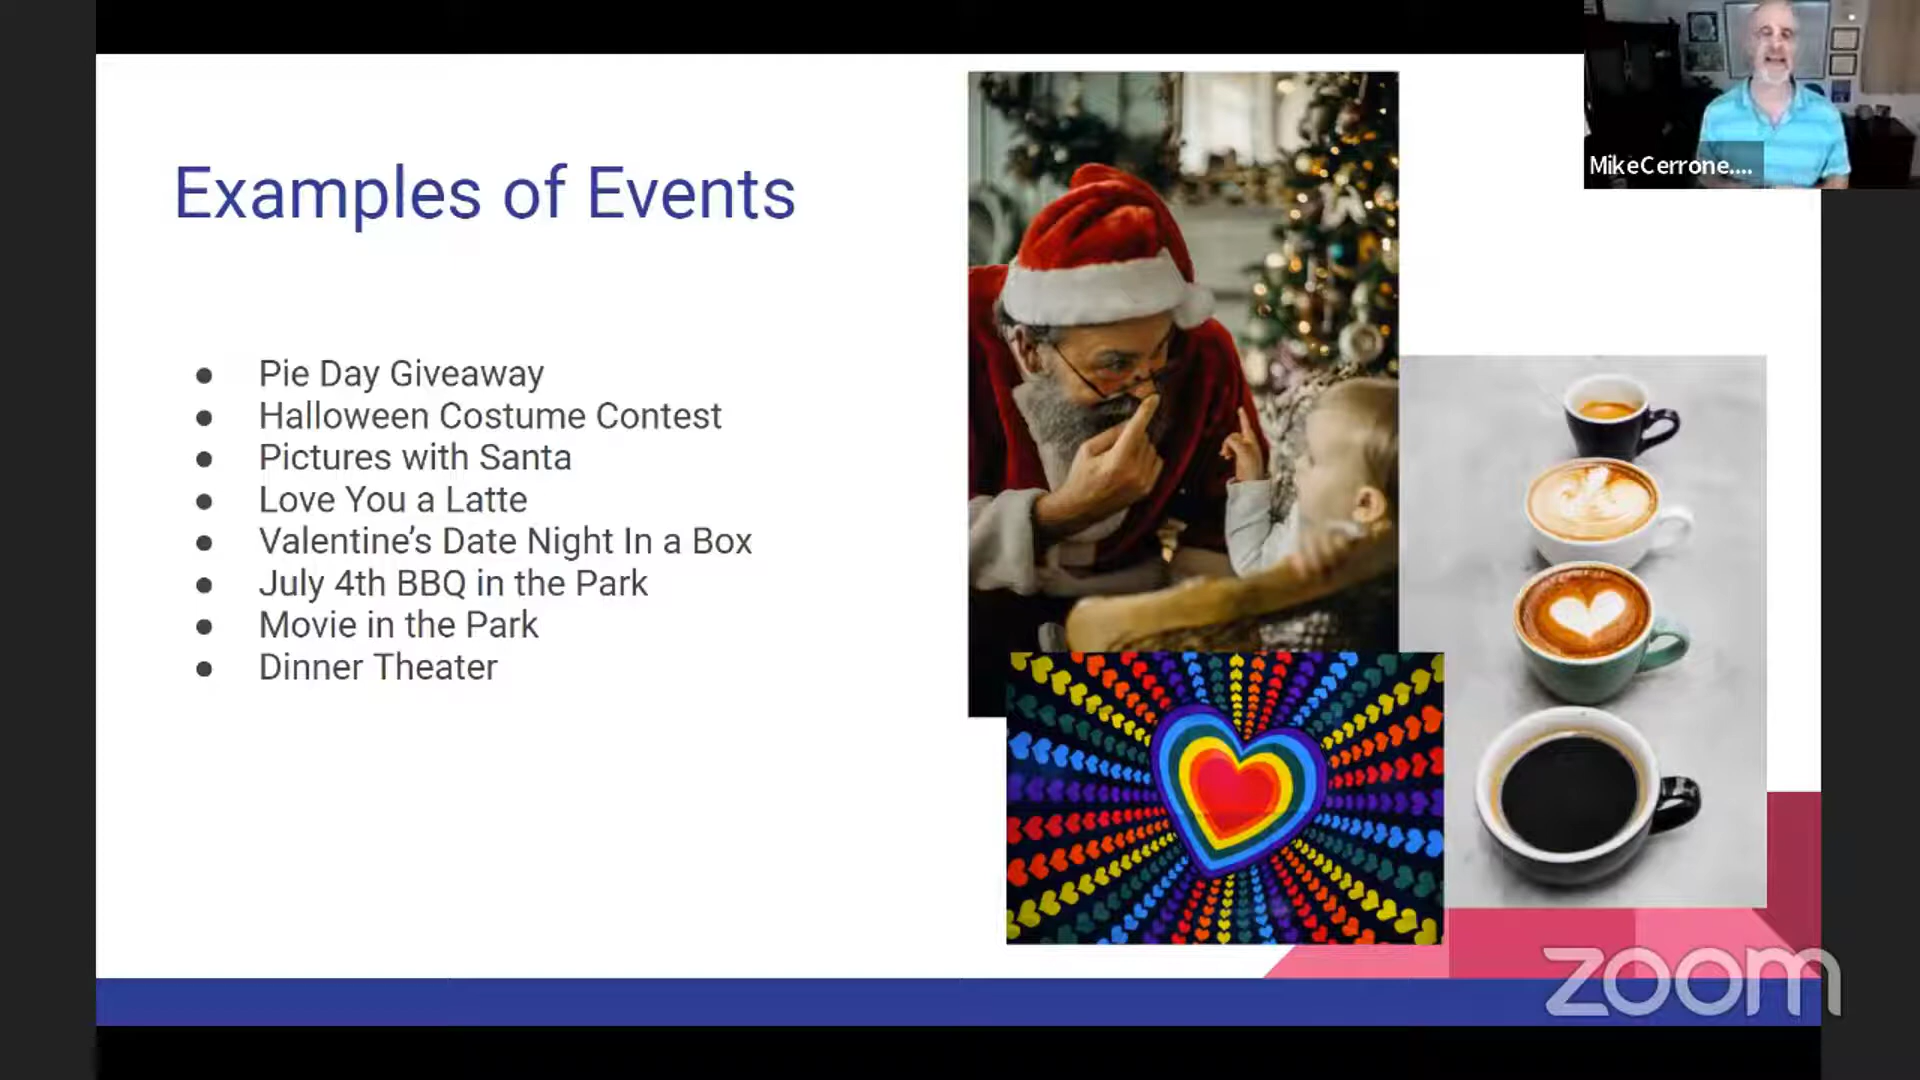 MikeCerrone....
Examples of Events
● Pie Day Giveaway
● Halloween Costume Contest
● Pictures with Santa
● Love You a Latte
● Valentine’s Date Night In a Box
● July 4th BBQ in the Park
● Movie in the Park
● Dinner Theater
zoom